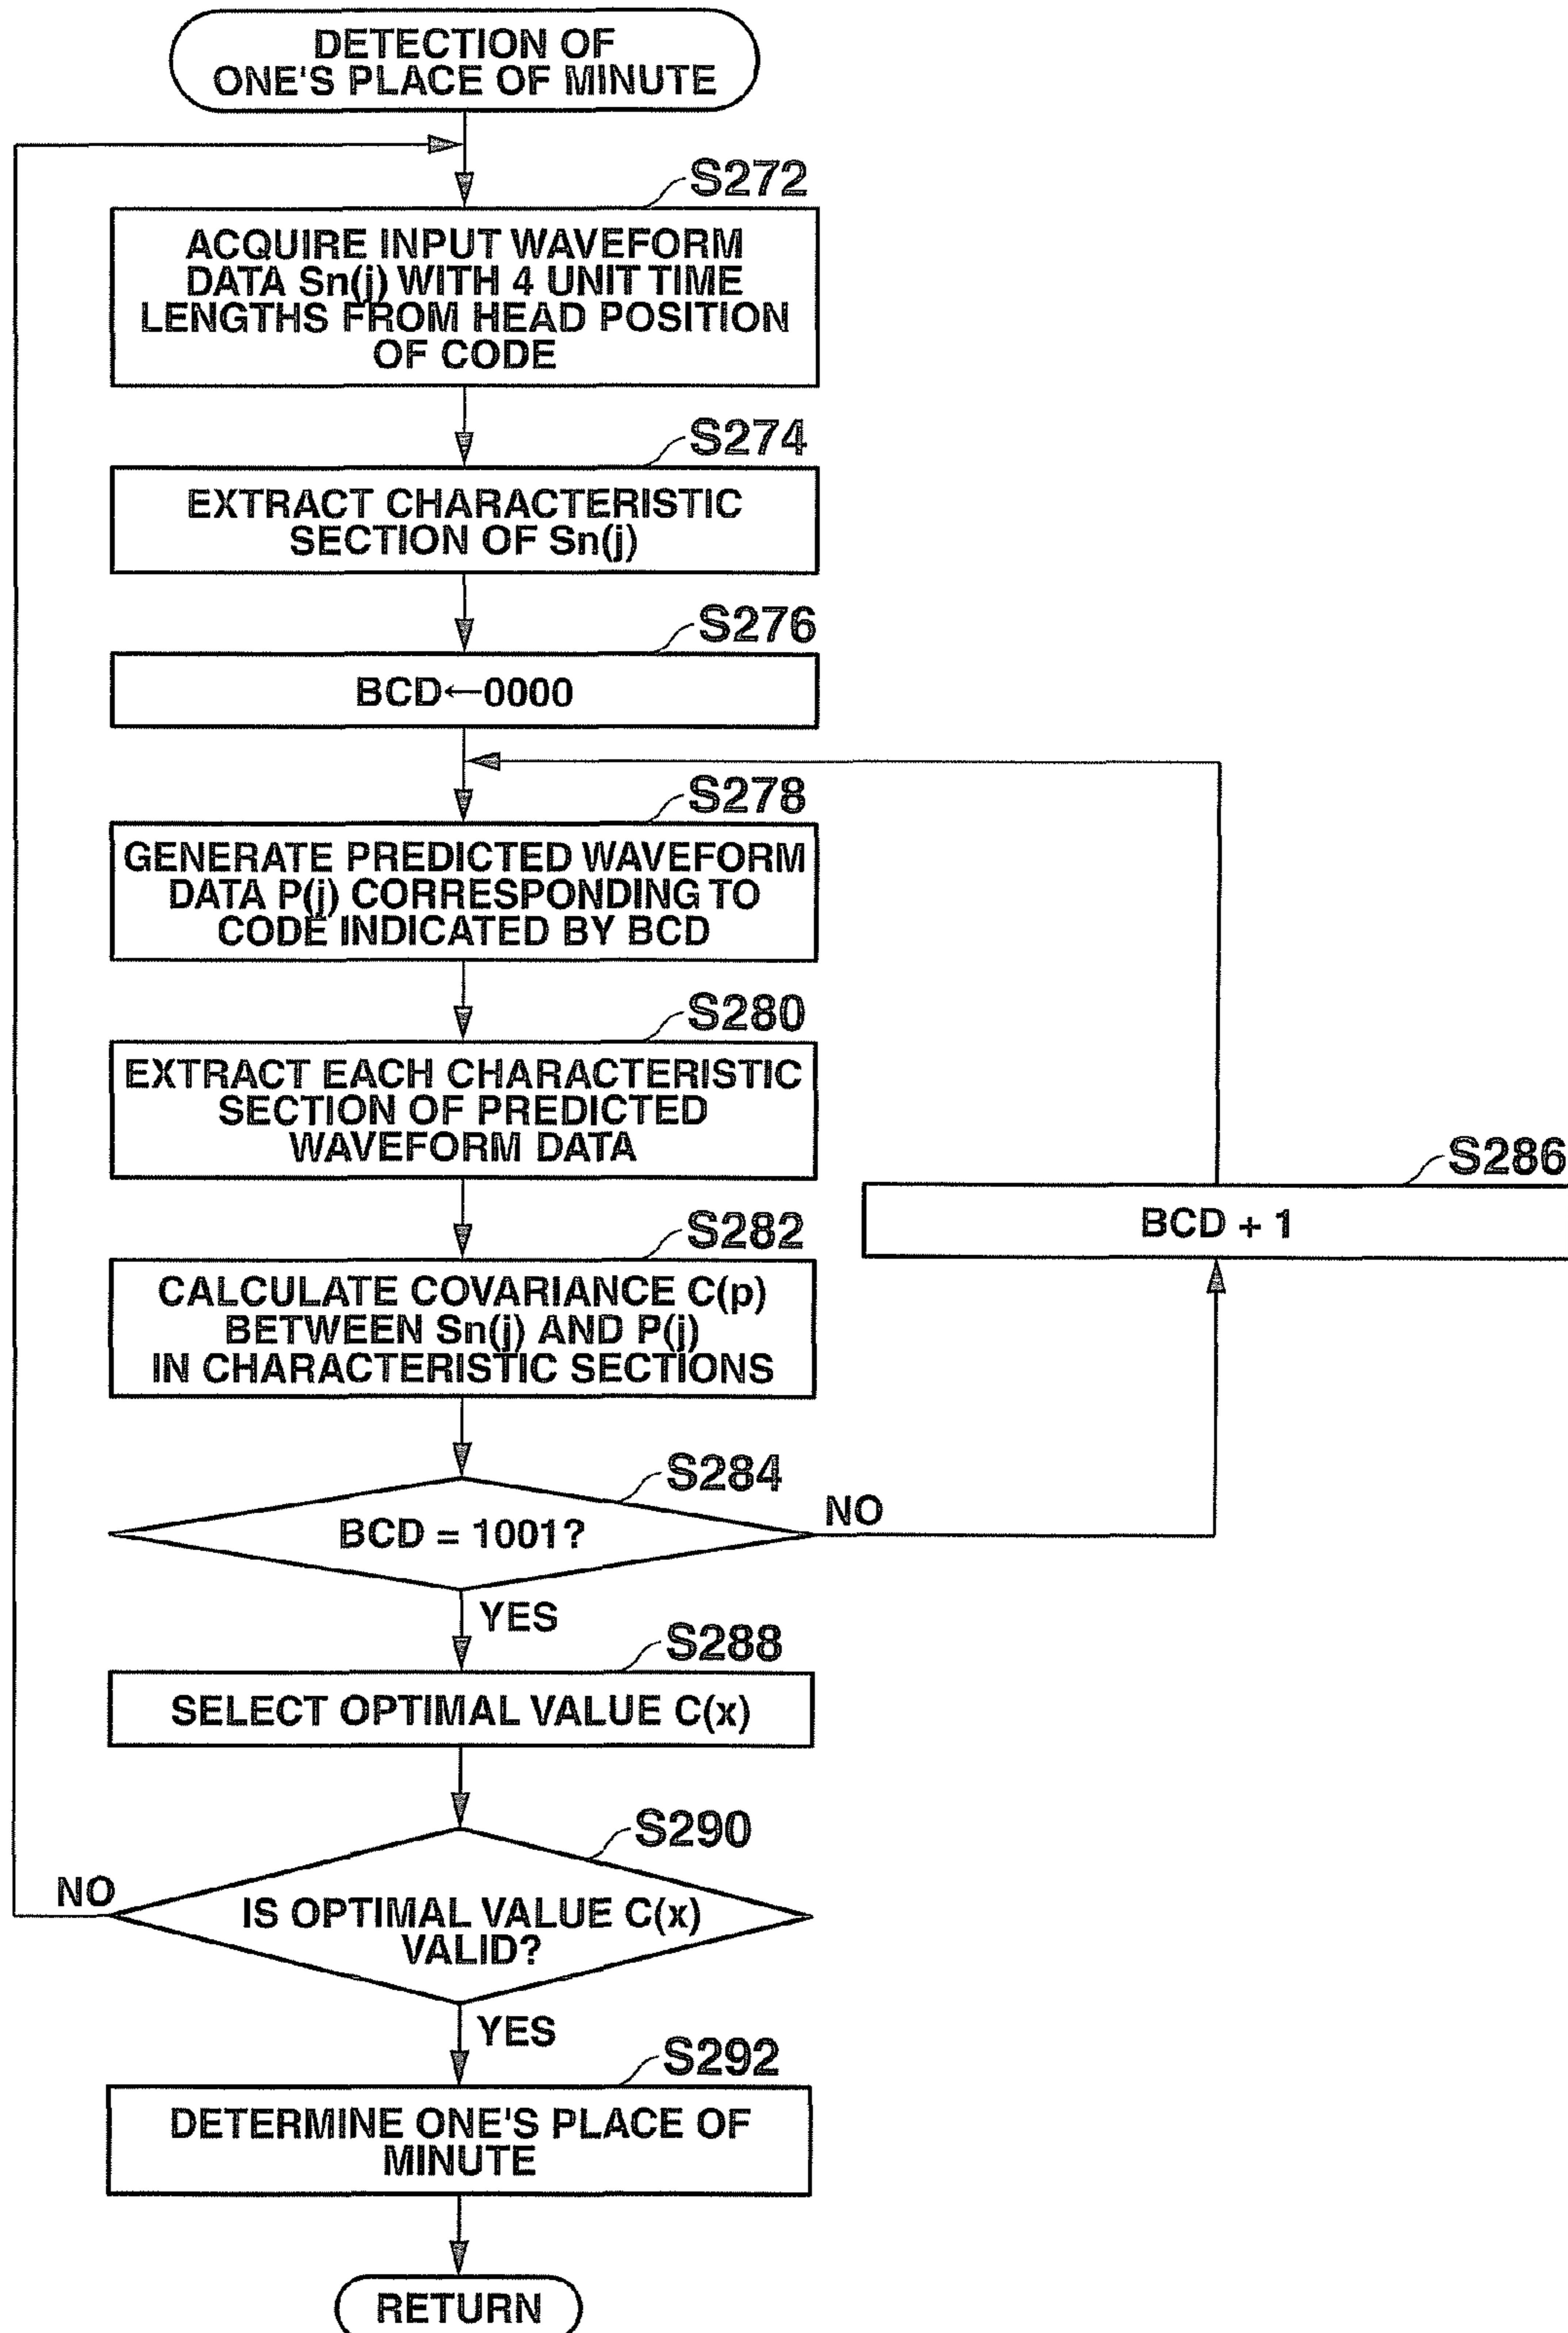 DETECTION OF
ONE'S PLACE OF MINUTE
S272
ACQUIRE INPUT WAVEFORM
DATA Sn(j) WITH 4 UNIT TIME
LENGTHS FROM HEAD POSITION
OF CODE
S274
EXTRACT CHARACTERISTIC
SECTION OF Sn(j)
S276
BCD←0000
S278
GENERATE PREDICTED WAVEFORM
DATA P(j) CORRESPONDING TO
CODE INDICATED BY BCD
S280
EXTRACT EACH CHARACTERISTIC
SECTION OF PREDICTED
WAVEFORM DATA
S286
BCD + 1
S282
CALCULATE COVARIANCE C(p)
BETWEEN Sn(j) AND P(j)
IN CHARACTERISTIC SECTIONS
S284
BCD = 1001?
NO
YES
S288
SELECT OPTIMAL VALUE C(x)
S290
IS OPTIMAL VALUE C(x)
VALID?
NO
YES
S292
DETERMINE ONE'S PLACE OF
MINUTE
RETURN